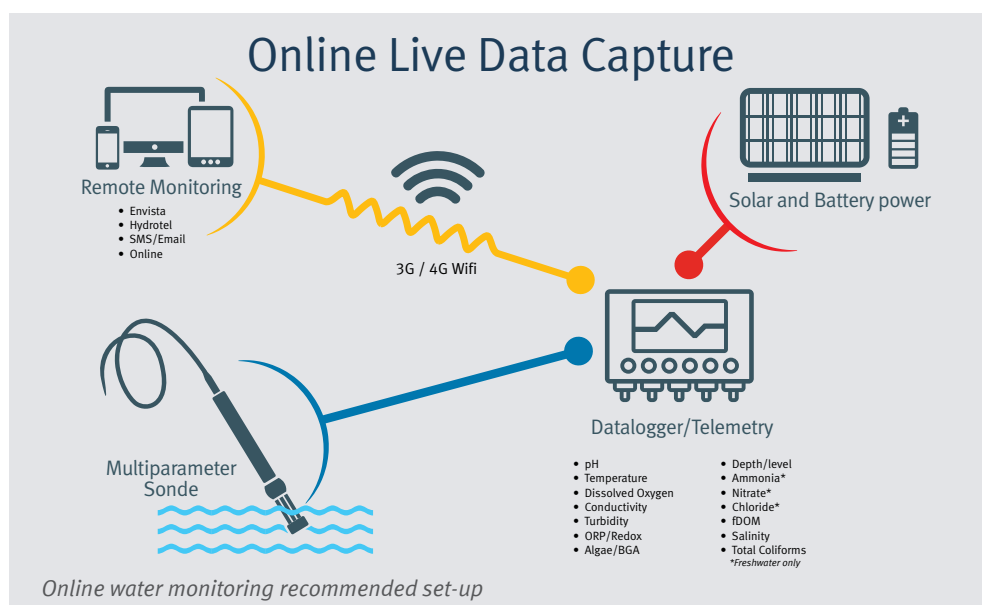 Online Live Data Capture
Remote Monitoring
• Envista
• Hydrotel
• SMS/Email
• Online
3G / 4G Wifi
Solar and Battery power
Multiparameter
Sonde
Datalogger/Telemetry
• pH
• Temperature
• Dissolved Oxygen
• Conductivity
• Turbidity
• ORP/Redox
• Algae/BGA
• Depth/level
• Ammonia*
• Nitrate*
• Chloride*
• fDOM
• Salinity
• Total Coliforms
*Freshwater only
Online water monitoring recommended set-up